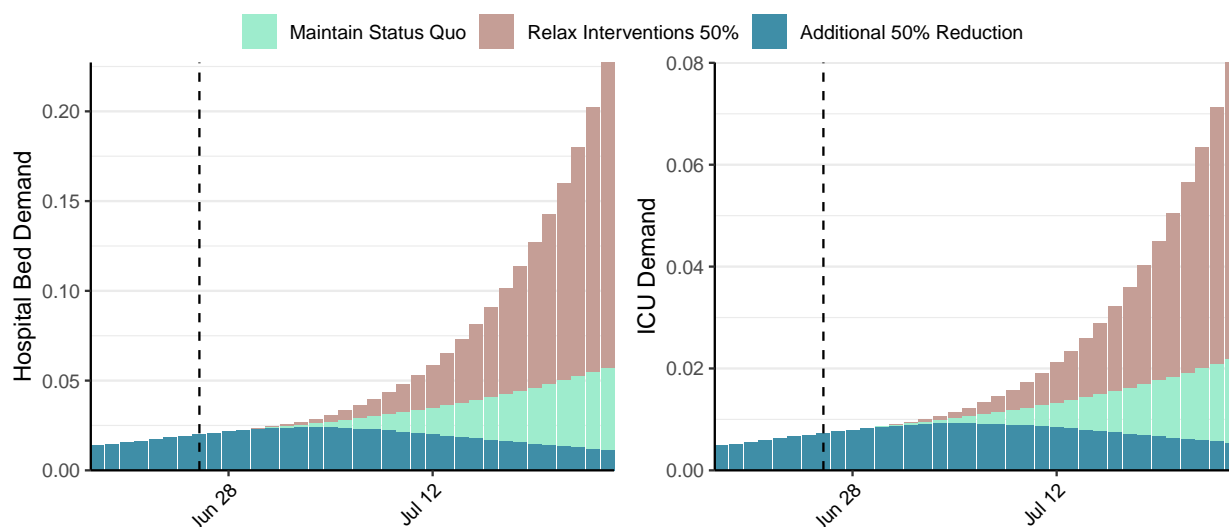 Maintain Status Quo Relax Interventions 50% Additional 50% Reduction
Hospital Bed Demand
0.20
0.15
0.10
0.05
0.00
Jun 28 Jul 12
ICU Demand
0.08
0.06
0.04
0.02
0.00
Jun 28 Jul 12